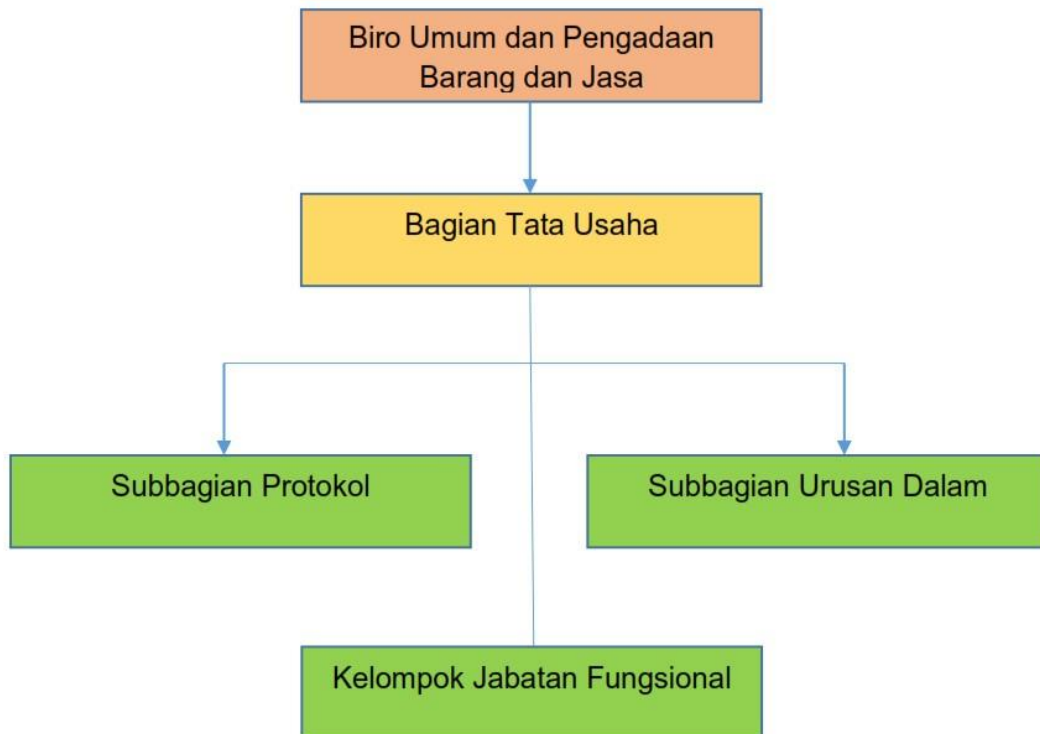 Biro Umum dan Pengadaan
Barang dan Jasa
Bagian Tata Usaha
Subbagian Protokol
Subbagian Urusan Dalam
Kelompok Jabatan Fungsional